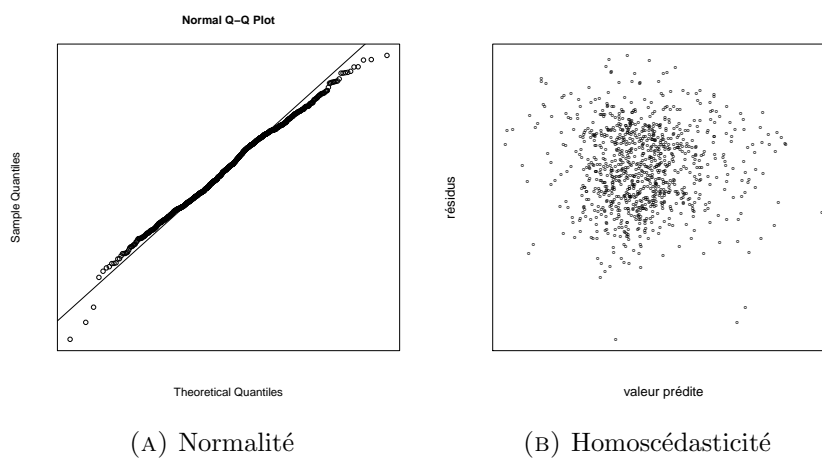 Normal Q−Q Plot
Sample Quantiles
Theoretical Quantiles
(A) Normalité
résidus
valeur prédite
(B) Homoscédasticité